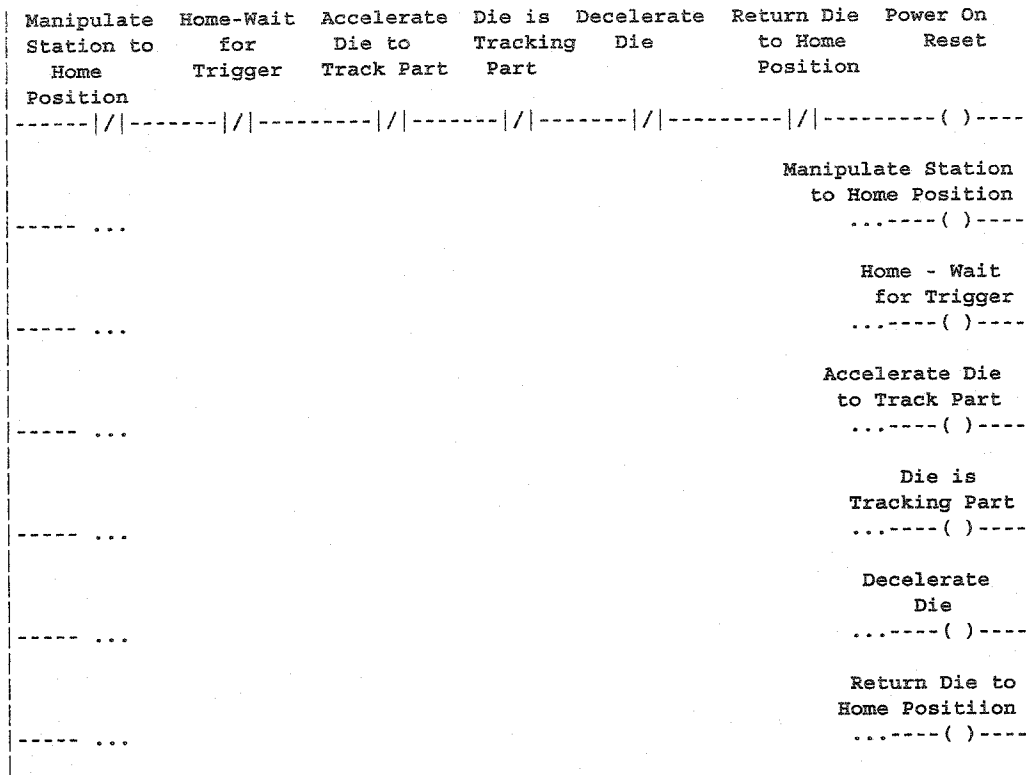 Manipulate Home-Wait Accelerate Die is Decelerate Return Die Power On
Station to for Die to Tracking Die to Home Reset
Home Trigger Track Part Part Position
Position
|------|/|-------|/|---------|/|-------|/|-------|/|---------|/|---------( )----
Manipulate Station
to Home Position
|----- ... ...----( )----
Home - Wait
for Trigger
|----- ... ...----( )----
Accelerate Die
to Track Part
|----- ... ...----( )----
Die is
Tracking Part
|----- ... ...----( )----
Decelerate
Die
|----- ... ...----( )----
Return Die to
Home Positiion
|----- ... ...----( )----